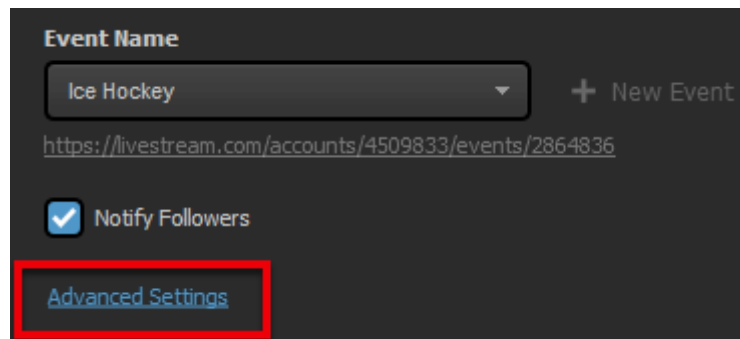 Event Name
Ice Hockey
+ New Event
https://livestream.com/accounts/4509833/events/2864836
Notify Followers
Advanced Settings